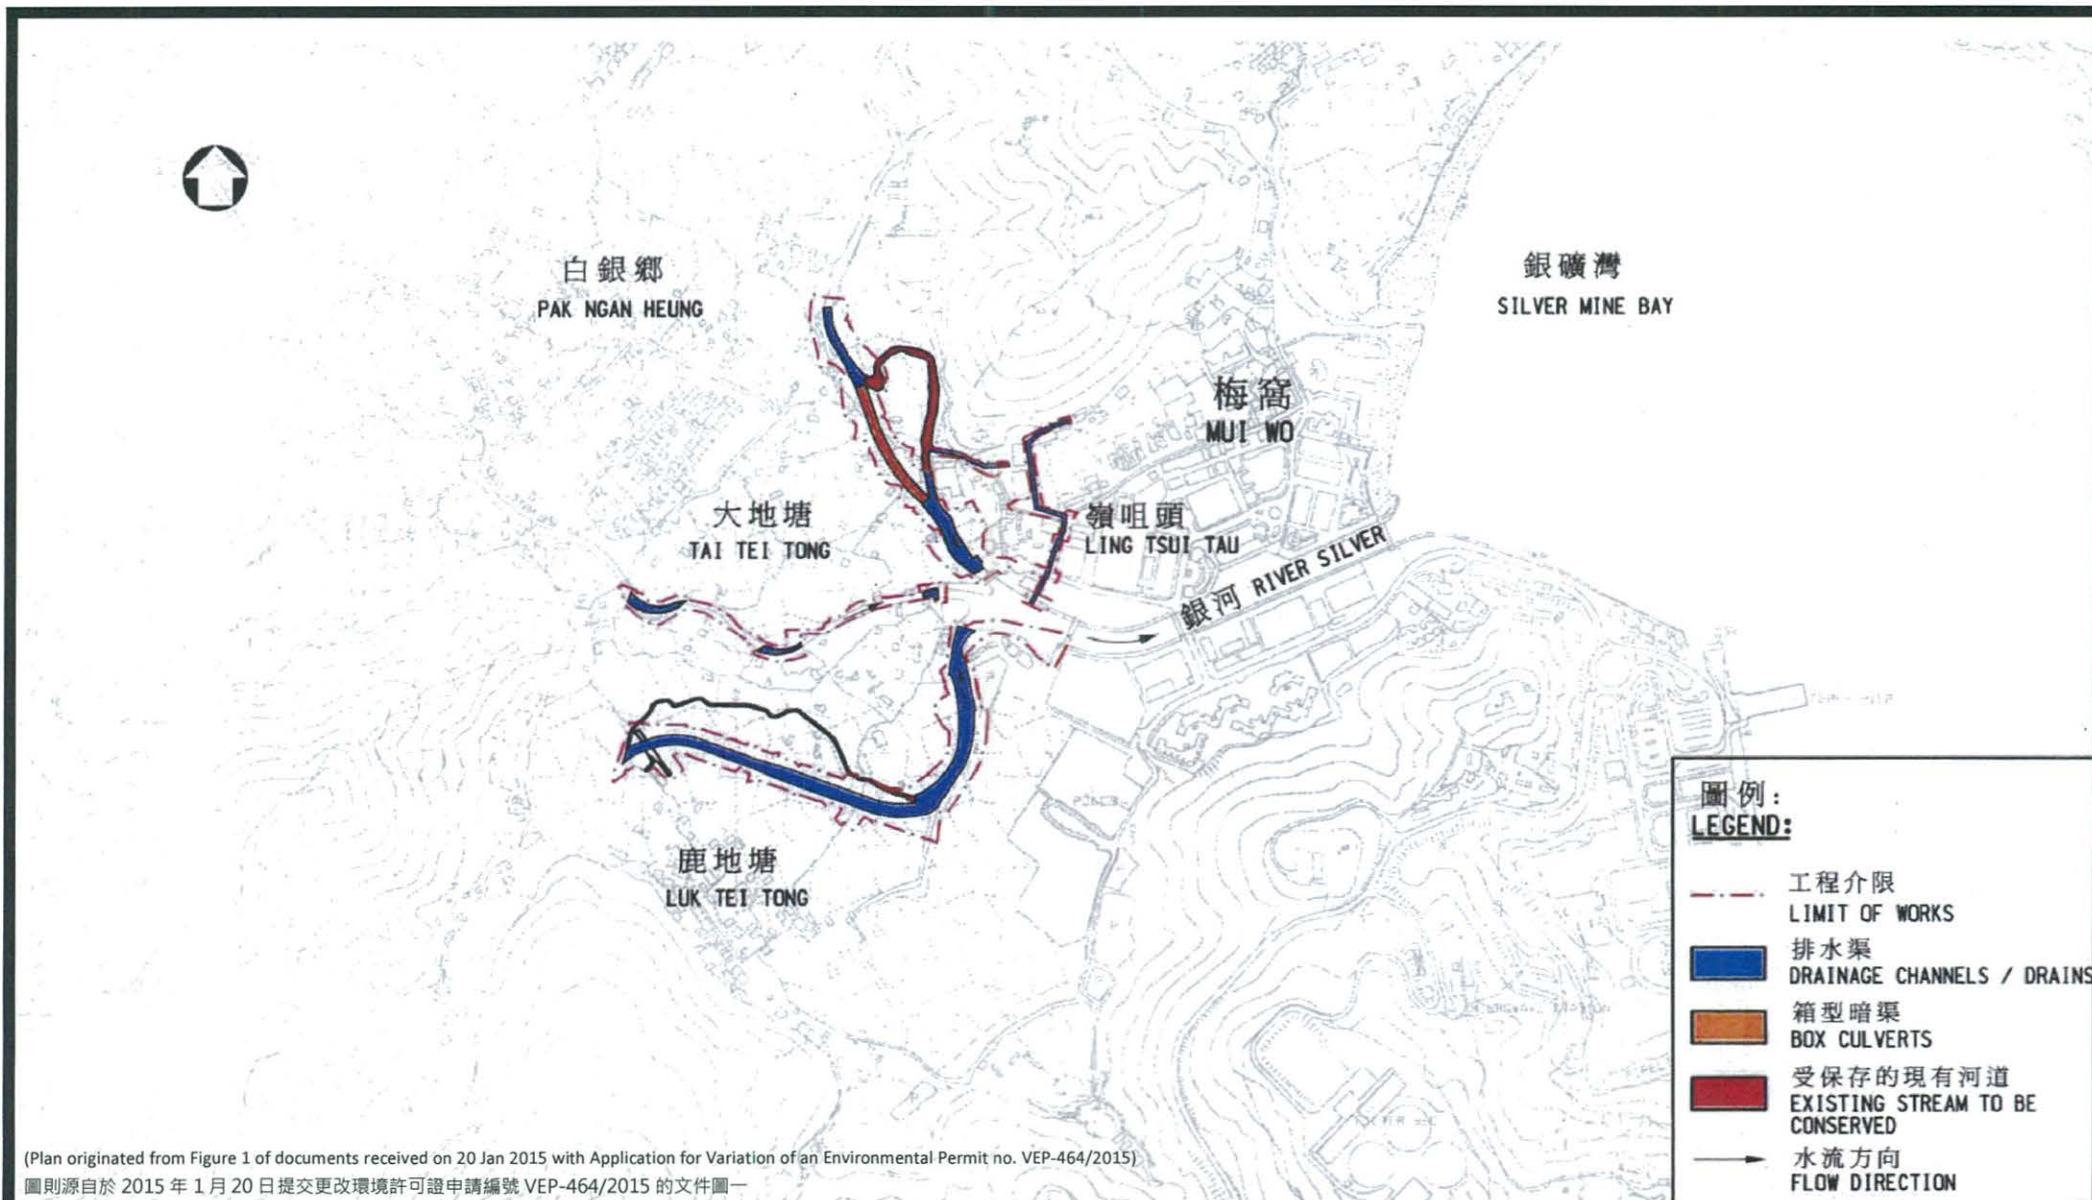 白銀鄉
PAK NGAN HEUNG
銀礦灣
SILVER MINE BAY
梅窩
MUI WO
大地塘
TAI TEI TONG
嶺咀頭
LING TSUI TAU
銀河 RIVER SILVER
鹿地塘
LUK TEI TONG
圖例:
LEGEND:
工程介限
LIMIT OF WORKS
排水渠
DRAINAGE CHANNELS / DRAINS
箱型暗渠
BOX CULVERTS
受保存的現有河道
EXISTING STREAM TO BE
CONSERVED
水流方向
FLOW DIRECTION
(Plan originated from Figure 1 of documents received on 20 Jan 2015 with Application for Variation of an Environmental Permit no. VEP-464/2015)
圖則源自於 2015 年 1 月 20 日提交更改環境許可證申請編號 VEP-464/2015 的文件圖一